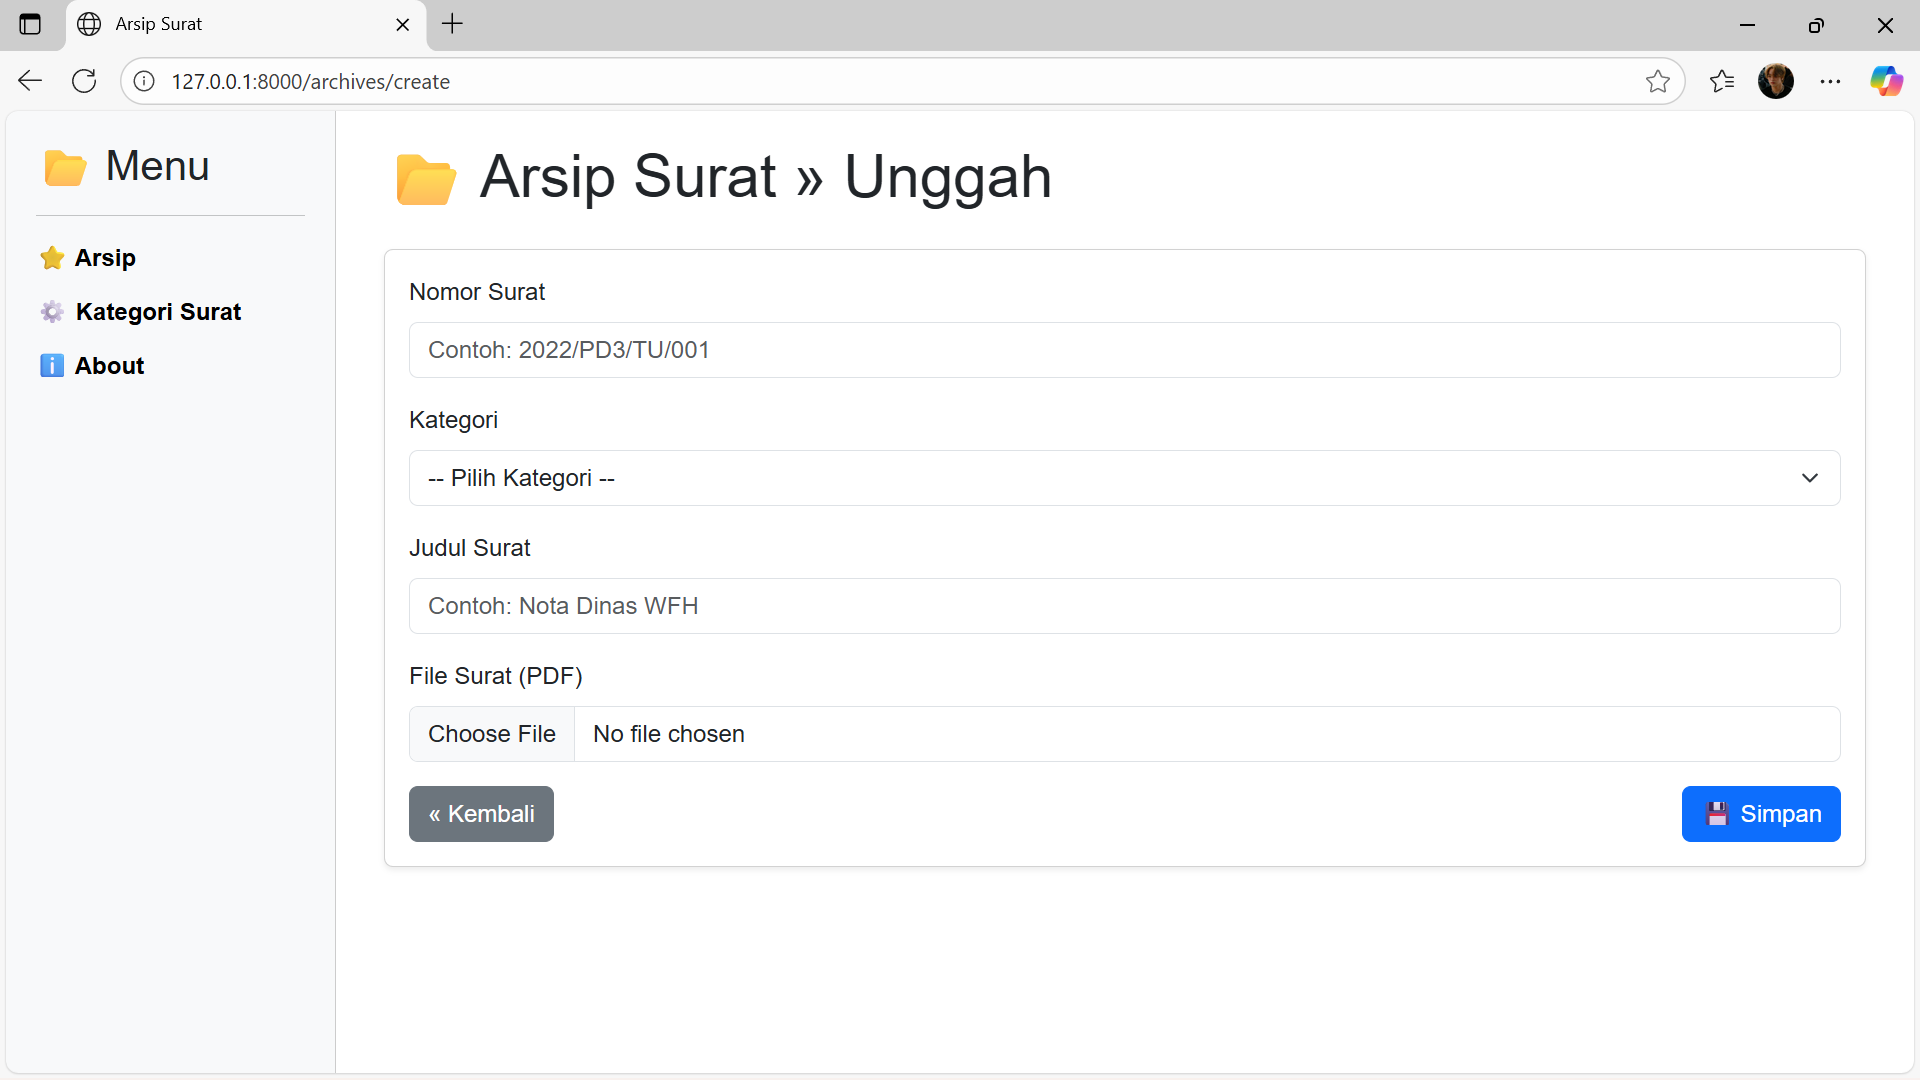 Arsip Surat
127.0.0.1:8000/archives/create
Menu
Arsip
Kategori Surat
About
Arsip Surat » Unggah
Nomor Surat
Contoh: 2022/PD3/TU/001
Kategori
-- Pilih Kategori --
Judul Surat
Contoh: Nota Dinas WFH
File Surat (PDF)
Choose File No file chosen
« Kembali
Simpan